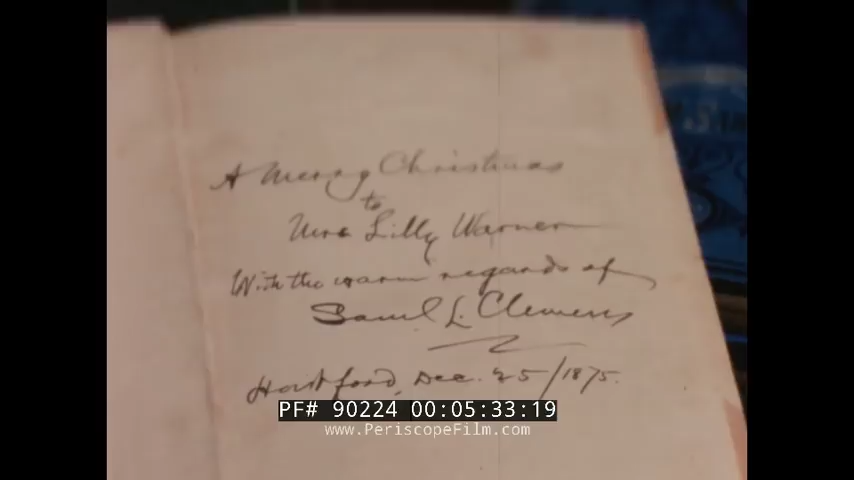 A Merry Christmas
to
Mrs Lilly Warner
With the warm regards of
Saml L. Clemens
Hartford, Dec. 25/1875.
PF# 90224 00:05:33:19
www.PeriscopeFilm.com